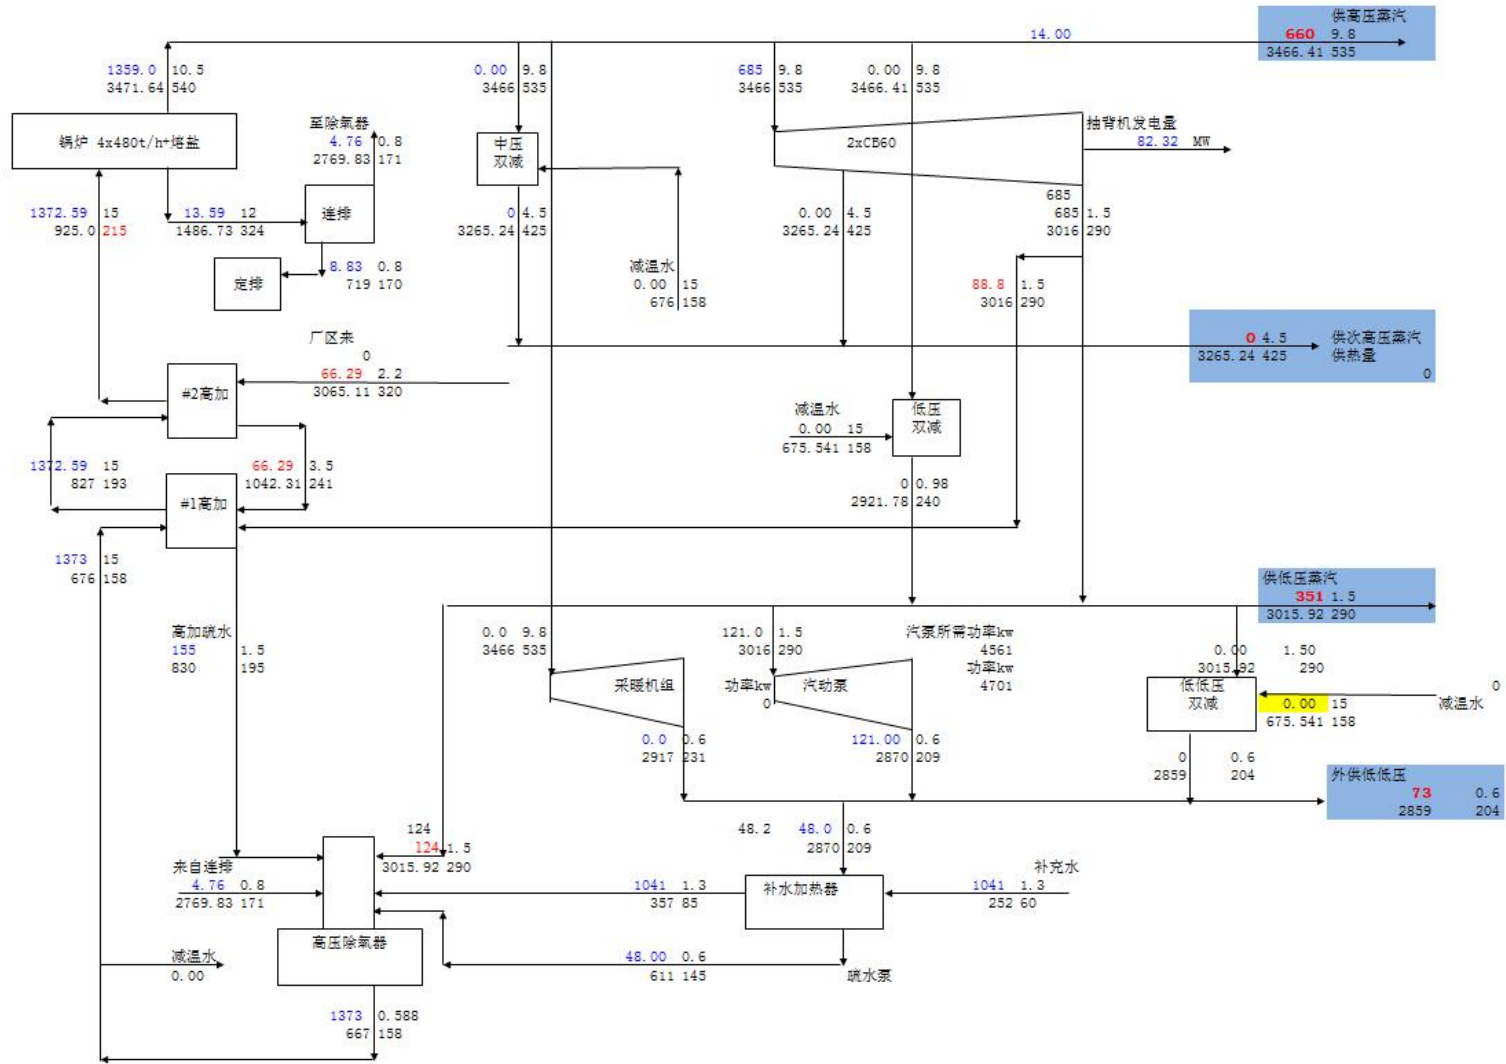 供高压蒸汽
14.00
660 9.8
3466.41 535
1359.0 10.5
3471.64 540
0.00 9.8
3466 535
685 9.8
3466 535
0.00 9.8
3466.41 535
锅炉 4x480t/h+熔盐
至除氧器
4.76 0.8
2769.83 171
中压
双减
2xCB60
抽背机发电量
82.32 MW
1372.59 15
925.0 215
13.59 12
1486.73 324
连排
0 4.5
3265.24 425
0.00 4.5
3265.24 425
685
685 1.5
3016 290
定排
8.83 0.8
719 170
减温水
0.00 15
676 158
88.8 1.5
3016 290
厂区来
0
66.29 2.2
3065.11 320
0 4.5
3265.24 425
供次高压蒸汽
供热量
0
#2高加
减温水
0.00 15
675.541 158
低压
双减
1372.59 15
827 193
66.29 3.5
1042.31 241
#1高加
0 0.98
2921.78 240
1373 15
676 158
供低压蒸汽
351 1.5
3015.92 290
高加疏水
155 1.5
830 195
0.0 9.8
3466 535
121.0 1.5
3016 290
汽泵所需功率kw
4561
功率kw
4701
0.00 1.50
3015.92 290
采暖机组
功率kw
0
汽动泵
低低压
双减
0
0.00 15
675.541 158
减温水
0.0 0.6
2917 231
121.00 0.6
2870 209
0 0.6
2859 204
外供低低压
73 0.6
2859 204
124
124 1.5
3015.92 290
48.2 48.0 0.6
2870 209
来自连排
4.76 0.8
2769.83 171
1041 1.3
357 85
补水加热器
补充水
1041 1.3
252 60
高压除氧器
减温水
0.00
48.00 0.6
611 145
疏水泵
1373 0.588
667 158